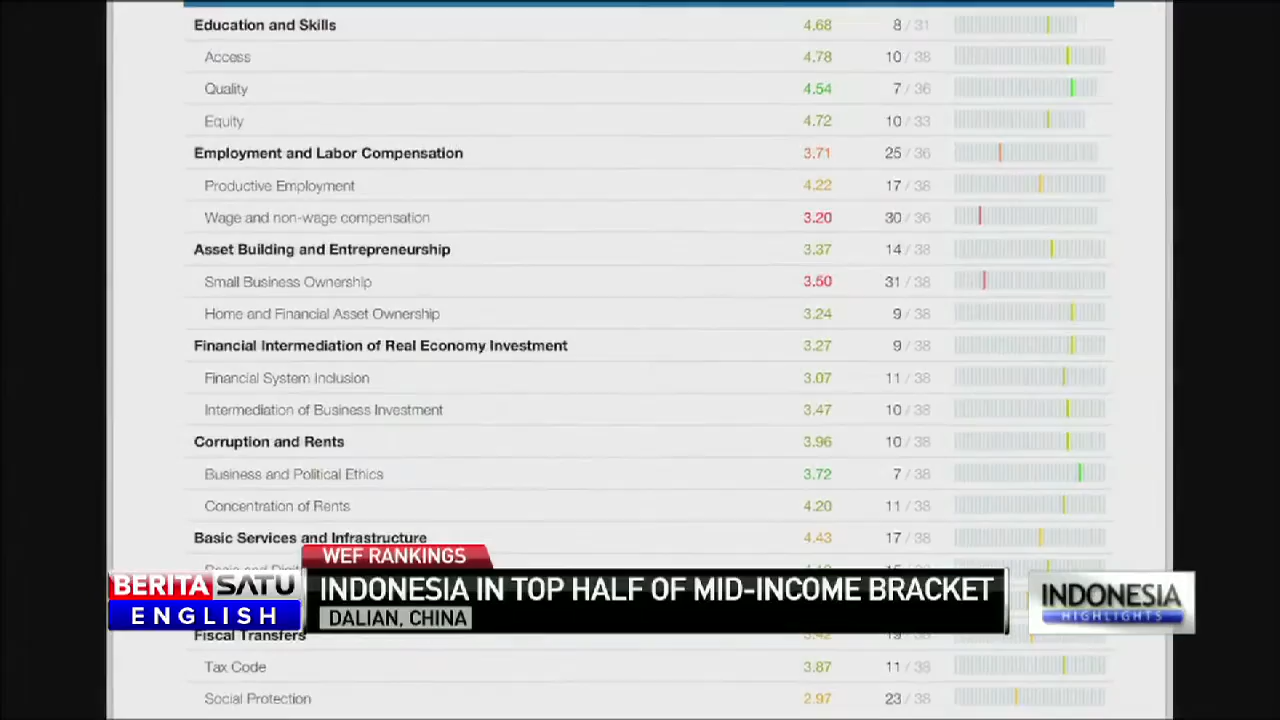 Education and Skills 4.68 8 / 31
Access 4.78 10 / 38
Quality 4.54 7 / 36
Equity 4.72 10 / 33
Employment and Labor Compensation 3.71 25 / 36
Productive Employment 4.22 17 / 38
Wage and non-wage compensation 3.20 30 / 36
Asset Building and Entrepreneurship 3.37 14 / 38
Small Business Ownership 3.50 31 / 38
Home and Financial Asset Ownership 3.24 9 / 38
Financial Intermediation of Real Economy Investment 3.27 9 / 38
Financial System Inclusion 3.07 11 / 38
Intermediation of Business Investment 3.47 10 / 38
Corruption and Rents 3.96 10 / 38
Business and Political Ethics 3.72 7 / 38
Concentration of Rents 4.20 11 / 38
Basic Services and Infrastructure 4.43 17 / 38
WEF RANKINGS
BERITA SATU
ENGLISH
INDONESIA IN TOP HALF OF MID-INCOME BRACKET
DALIAN, CHINA
INDONESIA
HIGHLIGHTS
Fiscal Transfers
Tax Code 3.87 11 / 38
Social Protection 2.97 23 / 38